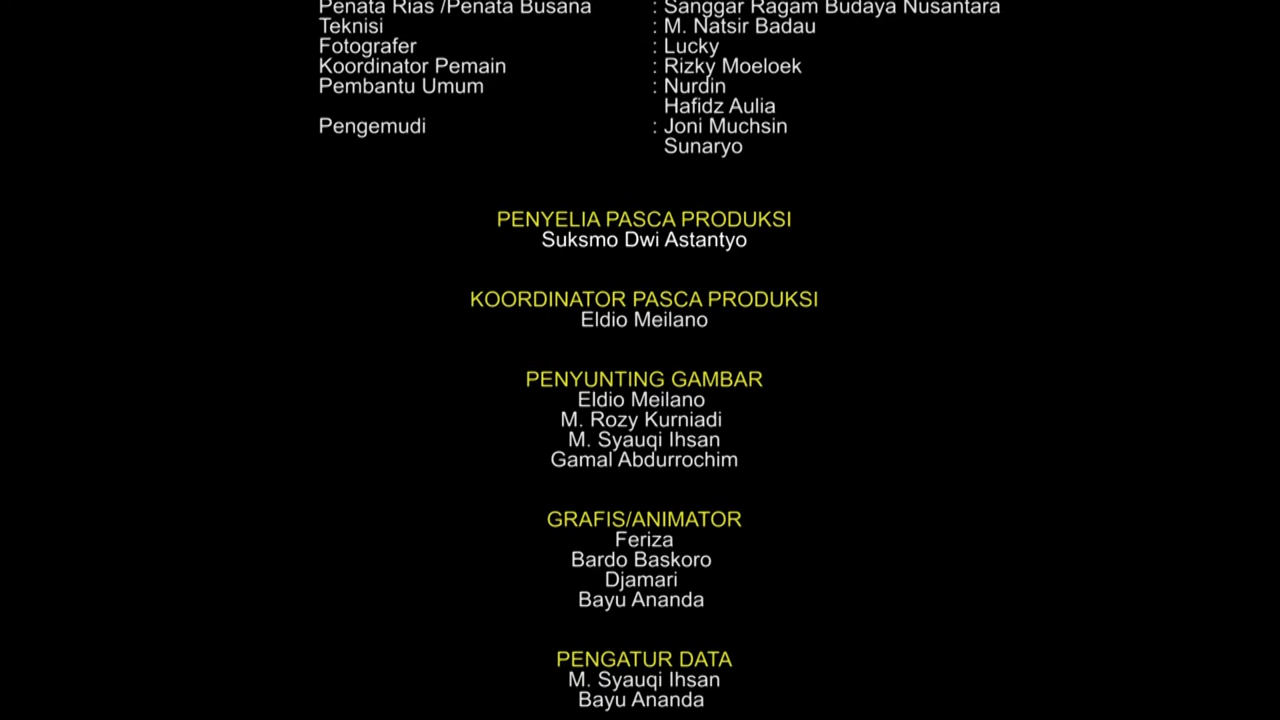 Penata Rias /Penata Busana : Sanggar Ragam Budaya Nusantara
Teknisi : M. Natsir Badau
Fotografer : Lucky
Koordinator Pemain : Rizky Moeloek
Pembantu Umum : Nurdin
Hafidz Aulia
Pengemudi : Joni Muchsin
Sunaryo
PENYELIA PASCA PRODUKSI
Suksmo Dwi Astantyo
KOORDINATOR PASCA PRODUKSI
Eldio Meilano
PENYUNTING GAMBAR
Eldio Meilano
M. Rozy Kurniadi
M. Syauqi Ihsan
Gamal Abdurrochim
GRAFIS/ANIMATOR
Feriza
Bardo Baskoro
Djamari
Bayu Ananda
PENGATUR DATA
M. Syauqi Ihsan
Bayu Ananda